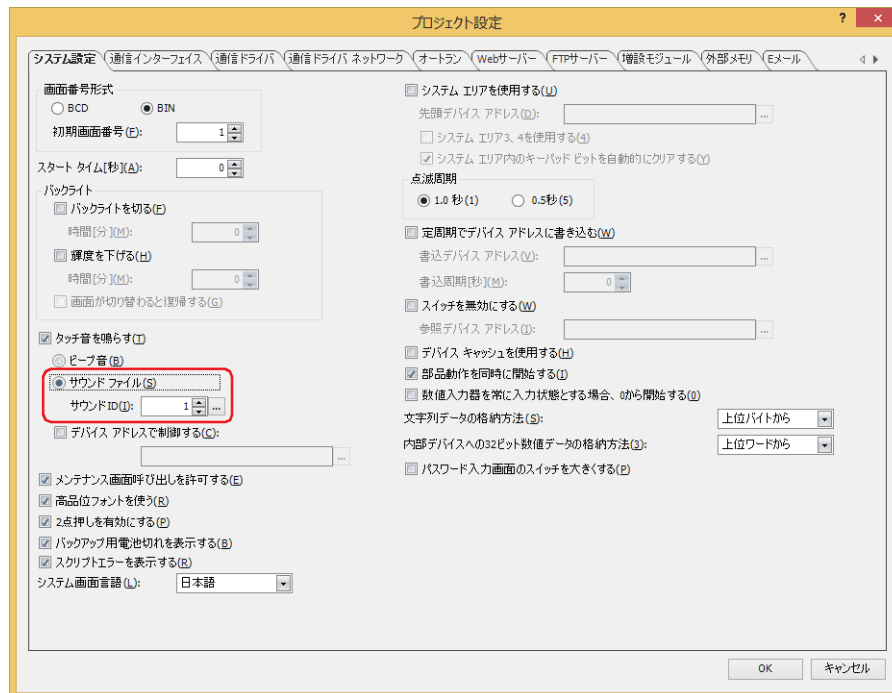 プロジェクト設定
? ×
システム設定 通信インターフェイス 通信ドライバ 通信ドライバ ネットワーク オートラン Webサーバー FTPサーバー 増設モジュール 外部メモリ Eメール
画面番号形式
BCD BIN
初期画面番号(F): 1
スタート タイム[秒](A): 0
バックライト
バックライトを切る(F)
時間[分](M): 0
輝度を下げる(H)
時間[分](M): 0
画面が切り替わると復帰する(G)
タッチ音を鳴らす(T)
ビープ音(B)
サウンド ファイル(S)
サウンドID(I): 1 ...
デバイス アドレスで制御する(C):
...
メンテナンス画面呼び出しを許可する(E)
高品位フォントを使う(R)
2点押しを有効にする(P)
バックアップ用電池切れを表示する(B)
スクリプトエラーを表示する(R)
システム画面言語(L): 日本語
システム エリアを使用する(U)
先頭デバイス アドレス(D): ...
システム エリア3、4を使用する(4)
システム エリア内のキーパッド ビットを自動的にクリアする(Y)
点滅周期
1.0 秒(1) 0.5秒(5)
定周期でデバイス アドレスに書き込む(W)
書込デバイス アドレス(V): ...
書込周期[秒](M): 0
スイッチを無効にする(W)
参照デバイス アドレス(I): ...
デバイス キャッシュを使用する(H)
部品動作を同時に開始する(I)
数値入力器を常に入力状態とする場合、0から開始する(0)
文字列データの格納方法(S): 上位バイトから
内部デバイスへの32ビット数値データの格納方法(3): 上位ワードから
パスワード入力画面のスイッチを大きくする(P)
OK キャンセル